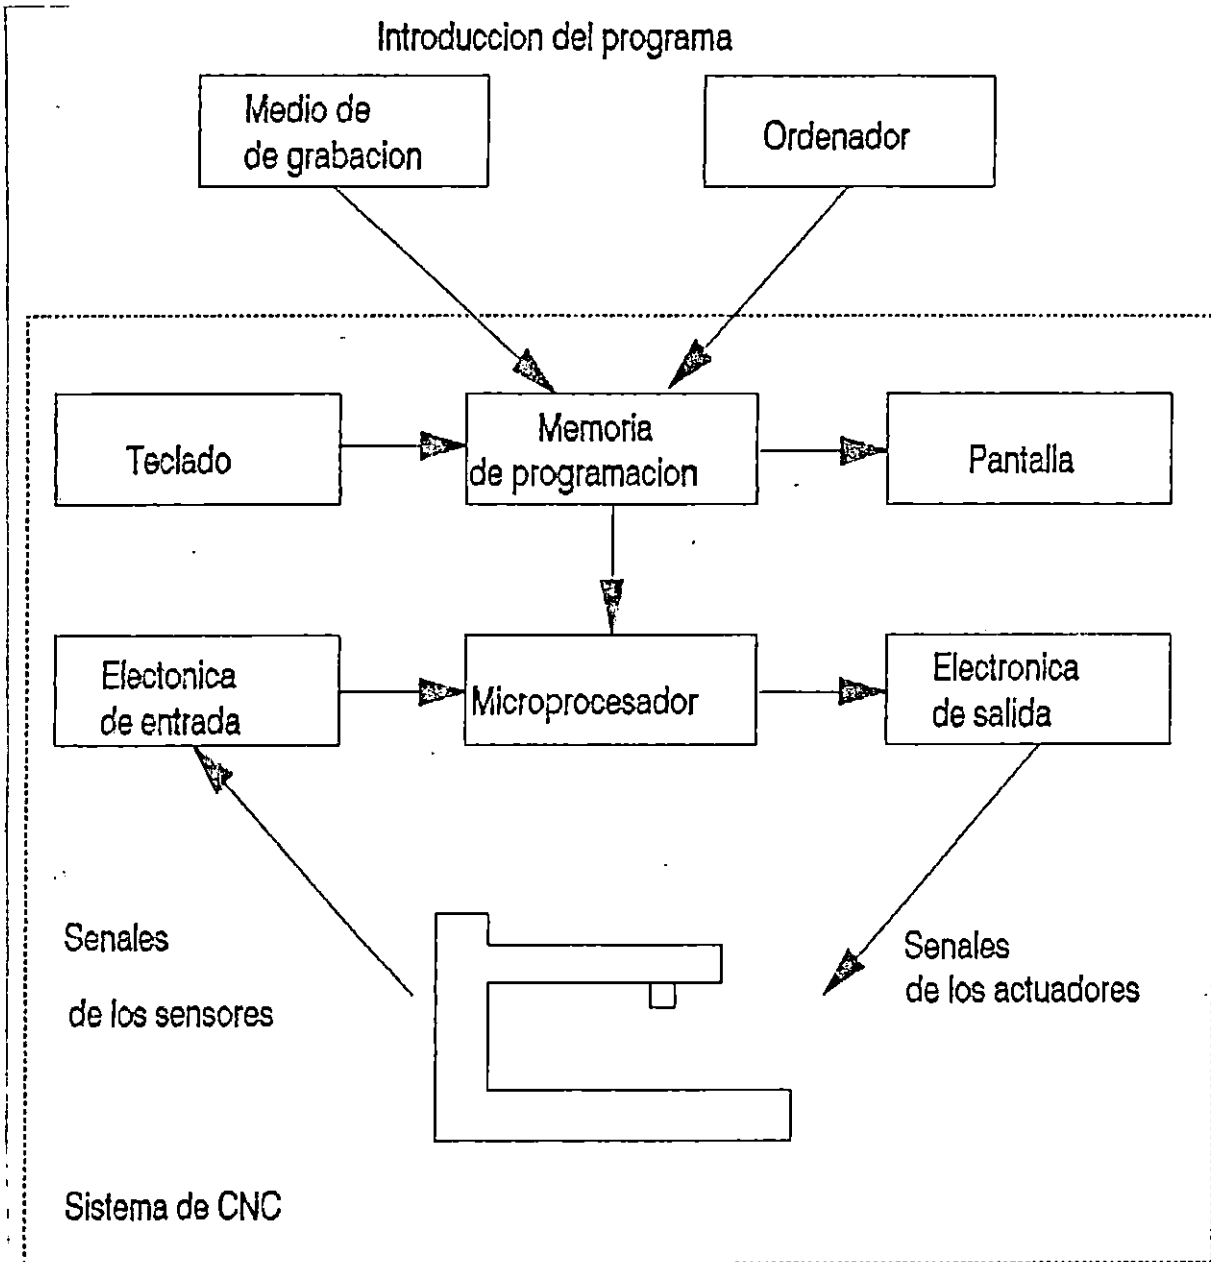 Introduccion del programa
Medio de
de grabacion
Ordenador
Teclado
Memoria
de programacion
Pantalla
Electonica
de entrada
Microprocesador
Electronica
de salida
Senales
de los sensores
Senales
de los actuadores
Sistema de CNC